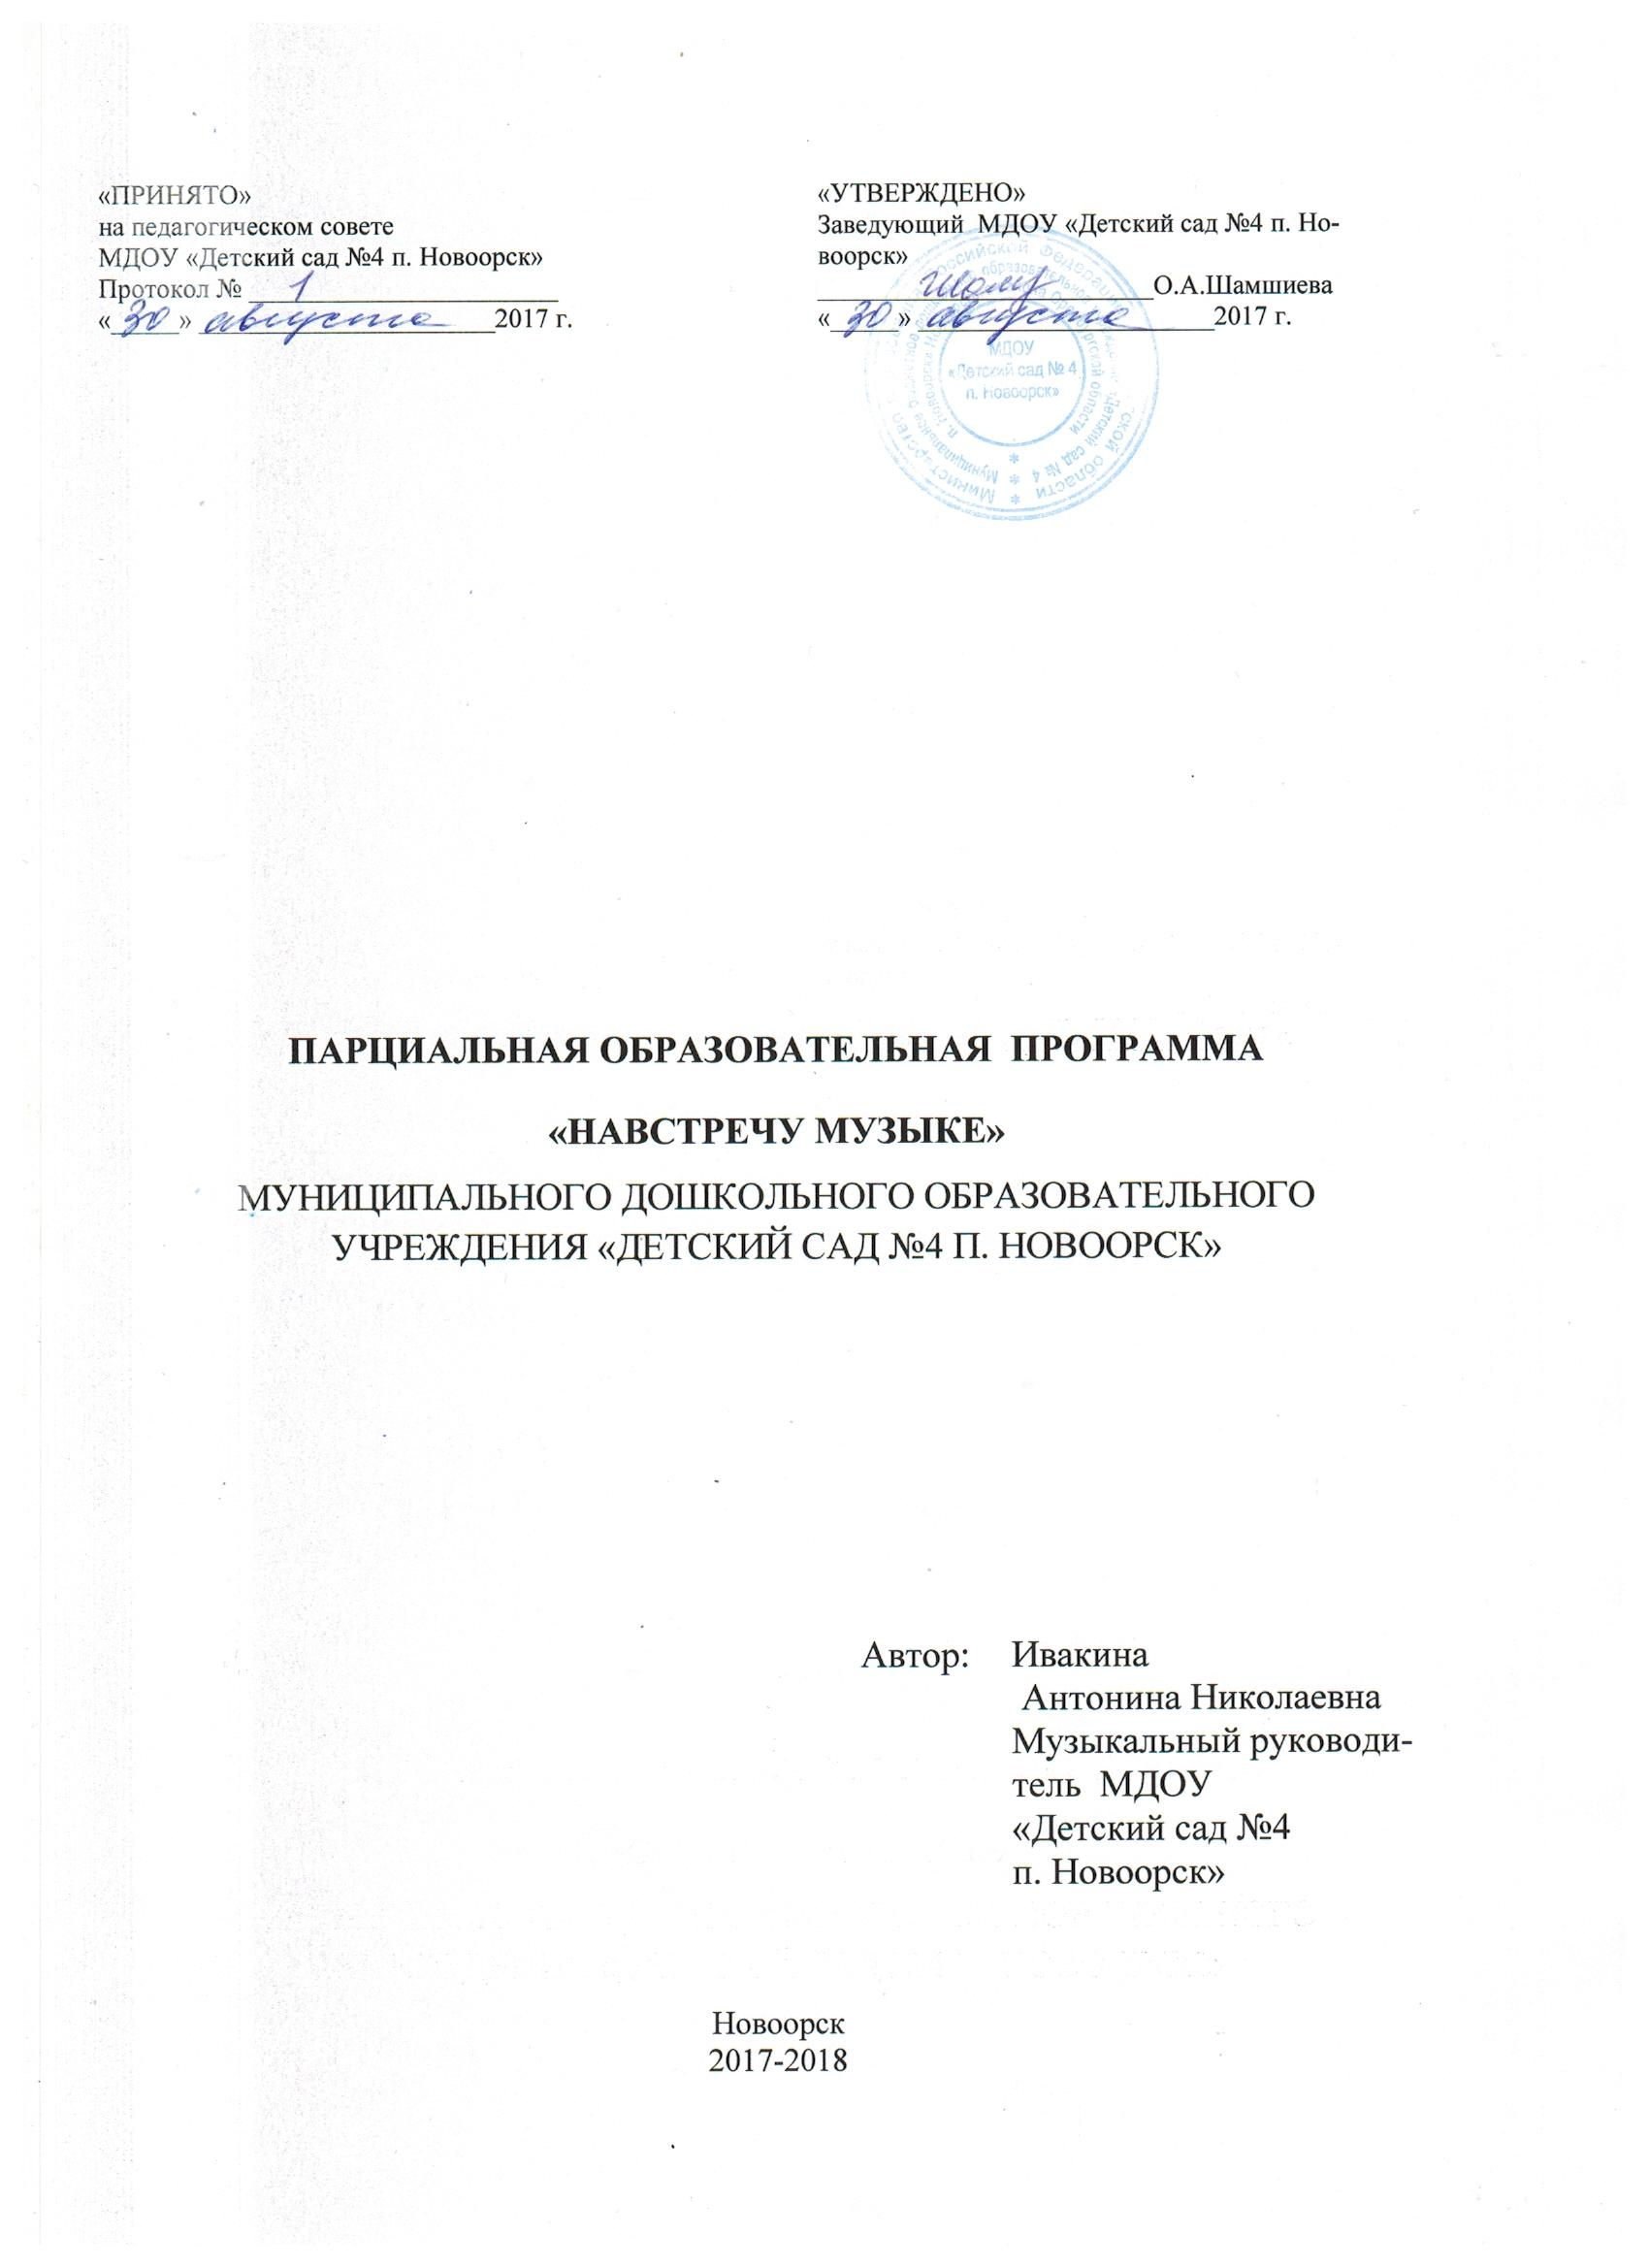 «ПРИНЯТО»
на педагогическом совете
МДОУ «Детский сад №4 п. Новоорск»
Протокол № 1
«30» августа 2017 г.
«УТВЕРЖДЕНО»
Заведующий МДОУ «Детский сад №4 п. Но-
воорск»
О.А.Шамшиева
«30» августа 2017 г.
МДОУ
«Детский сад № 4
п. Новоорск»
ПАРЦИАЛЬНАЯ ОБРАЗОВАТЕЛЬНАЯ ПРОГРАММА
«НАВСТРЕЧУ МУЗЫКЕ»
МУНИЦИПАЛЬНОГО ДОШКОЛЬНОГО ОБРАЗОВАТЕЛЬНОГО
УЧРЕЖДЕНИЯ «ДЕТСКИЙ САД №4 П. НОВООРСК»
Автор: Ивакина
Антонина Николаевна
Музыкальный руководи-
тель МДОУ
«Детский сад №4
п. Новоорск»
Новоорск
2017-2018